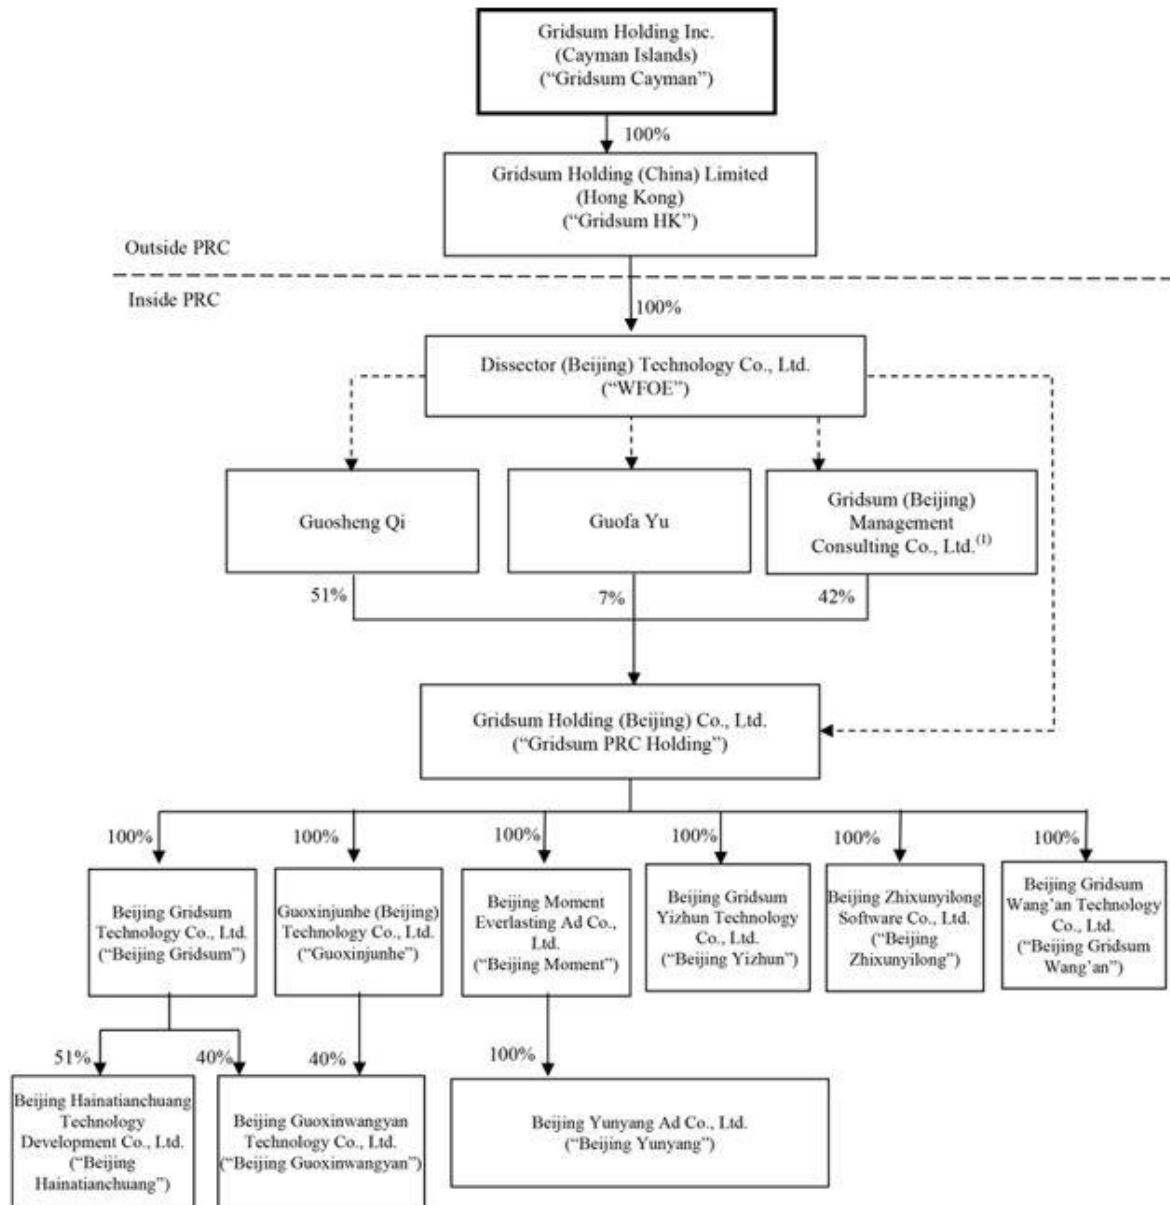 Gridsum Holding Inc.
(Cayman Islands)
(“Gridsum Cayman”)
100%
Gridsum Holding (China) Limited
(Hong Kong)
(“Gridsum HK”)
Outside PRC
Inside PRC
100%
Dissector (Beijing) Technology Co., Ltd.
(“WFOE”)
Guosheng Qi
Guofa Yu
Gridsum (Beijing)
Management
Consulting Co., Ltd.(1)
51%
7%
42%
Gridsum Holding (Beijing) Co., Ltd.
(“Gridsum PRC Holding”)
100%
100%
100%
100%
100%
100%
Beijing Gridsum
Technology Co., Ltd.
(“Beijing Gridsum”)
Guoxinjunhe (Beijing)
Technology Co., Ltd.
(“Guoxinjunhe”)
Beijing Moment
Everlasting Ad Co.,
Ltd.
(“Beijing Moment”)
Beijing Gridsum
Yizhun Technology
Co., Ltd.
(“Beijing Yizhun”)
Beijing Zhixunyilong
Software Co., Ltd.
(“Beijing
Zhixunyilong”)
Beijing Gridsum
Wang’an Technology
Co., Ltd.
(“Beijing Gridsum
Wang’an”)
51%
40%
40%
100%
Beijing Hainatianchuang
Technology
Development Co., Ltd.
(“Beijing
Hainatianchuang”)
Beijing Guoxinwangyan
Technology Co., Ltd.
(“Beijing Guoxinwangyan”)
Beijing Yunyang Ad Co., Ltd.
(“Beijing Yunyang”)